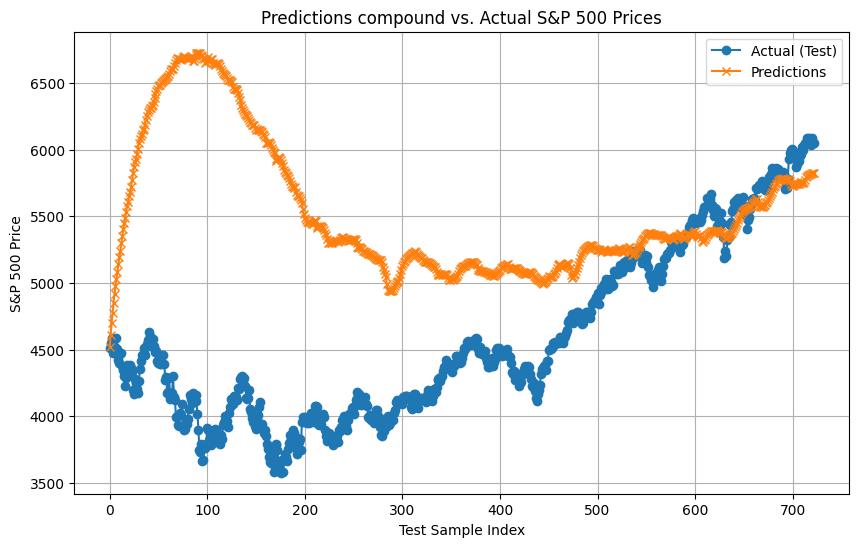 Predictions compound vs. Actual S&P 500 Prices
Actual (Test)
Predictions
S&P 500 Price
6500
6000
5500
5000
4500
4000
3500
0 100 200 300 400 500 600 700
Test Sample Index